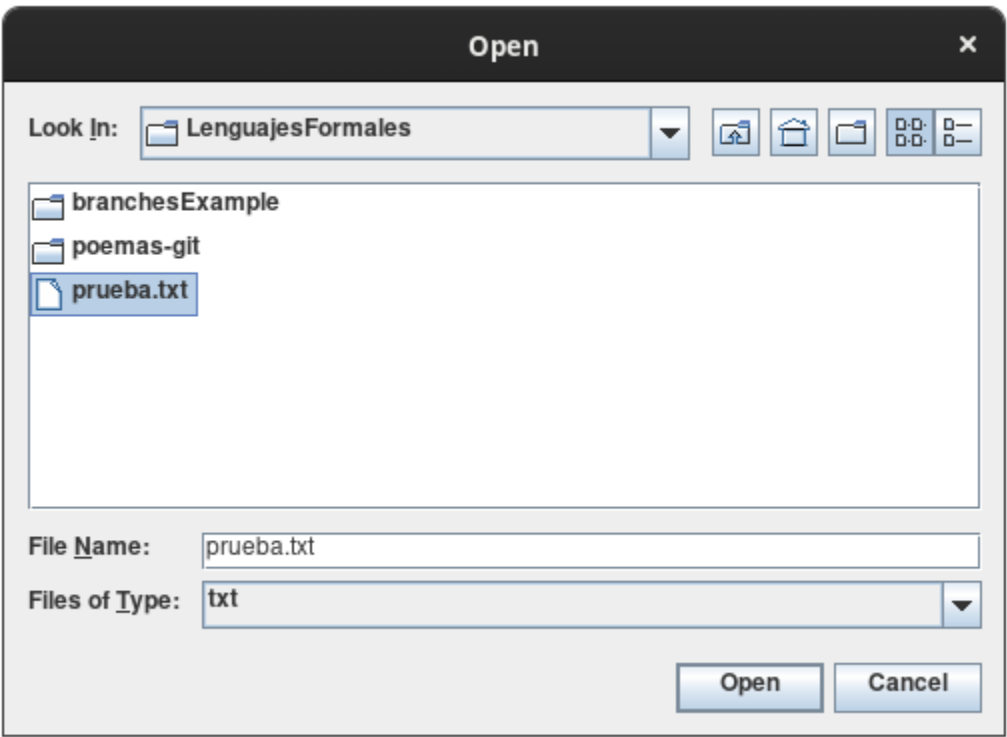 Open
Look In: LenguajesFormales
branchesExample
poemas-git
prueba.txt
File Name: prueba.txt
Files of Type: txt
Open Cancel